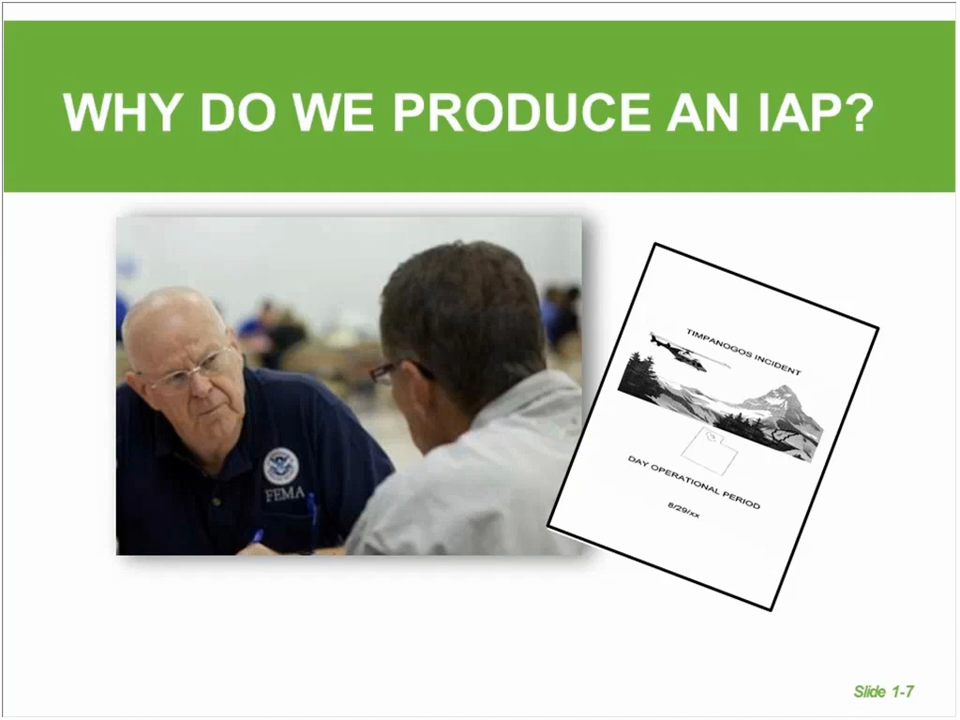 WHY DO WE PRODUCE AN IAP?
FEMA
TIMPANOGOS INCIDENT
DAY OPERATIONAL PERIOD
8/29/xx
Slide 1-7